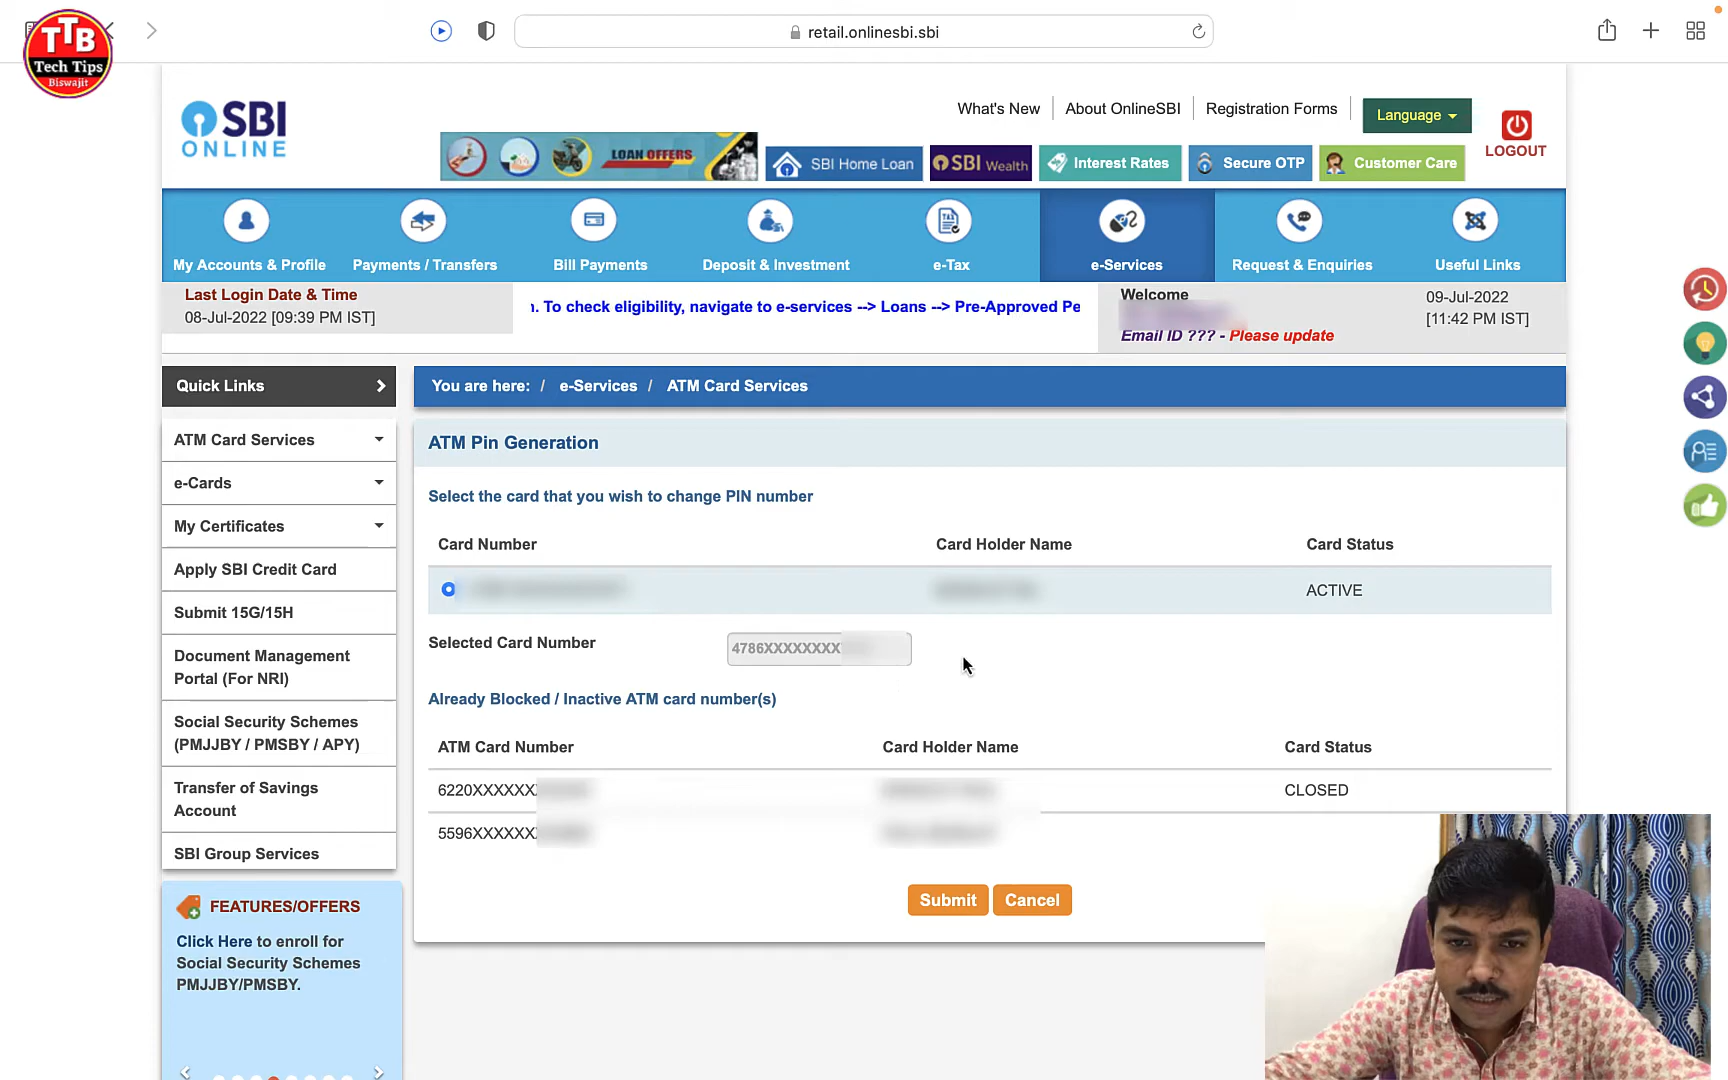 TTB
Tech Tips
Biswajit
retail.onlinesbi.sbi
SBI
ONLINE
What's New
About OnlineSBI
Registration Forms
Language
LOGOUT
LOAN OFFERS
SBI Home Loan
SBI Wealth
Interest Rates
Secure OTP
Customer Care
My Accounts & Profile
Payments / Transfers
Bill Payments
Deposit & Investment
e-Tax
e-Services
Request & Enquiries
Useful Links
Last Login Date & Time
08-Jul-2022 [09:39 PM IST]
. To check eligibility, navigate to e-services --> Loans --> Pre-Approved Pe
Welcome
Email ID ??? - Please update
09-Jul-2022
[11:42 PM IST]
Quick Links
You are here: / e-Services / ATM Card Services
ATM Card Services
e-Cards
My Certificates
Apply SBI Credit Card
Submit 15G/15H
Document Management
Portal (For NRI)
Social Security Schemes
(PMJJBY / PMSBY / APY)
Transfer of Savings
Account
SBI Group Services
ATM Pin Generation
Select the card that you wish to change PIN number
Card Number
Card Holder Name
Card Status
ACTIVE
Selected Card Number
4786XXXXXXXX
Already Blocked / Inactive ATM card number(s)
ATM Card Number
Card Holder Name
Card Status
6220XXXXXX
CLOSED
5596XXXXXX
Submit
Cancel
FEATURES/OFFERS
Click Here to enroll for
Social Security Schemes
PMJJBY/PMSBY.